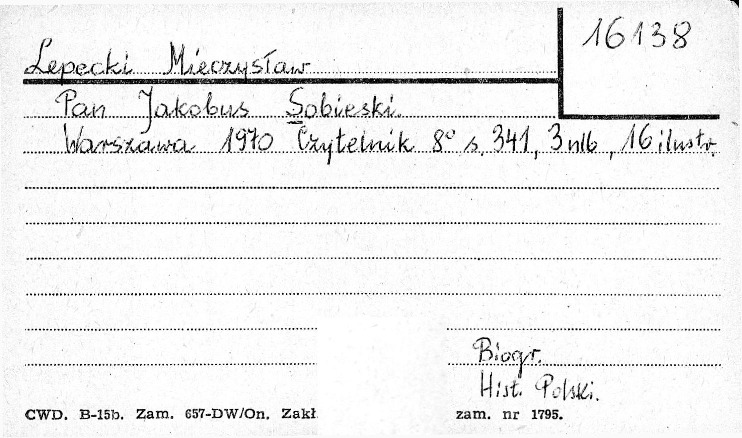 16138
Lepecki Mieczysław
Pan Jakobus Sobieski.
Warszawa 1970 Czytelnik 8° s. 341, 3 nlb, 16 ilustr.
Biogr.
Hist. Polski.
CWD. B-15b. Zam. 657-DW/On. Zakł. zam. nr 1795.